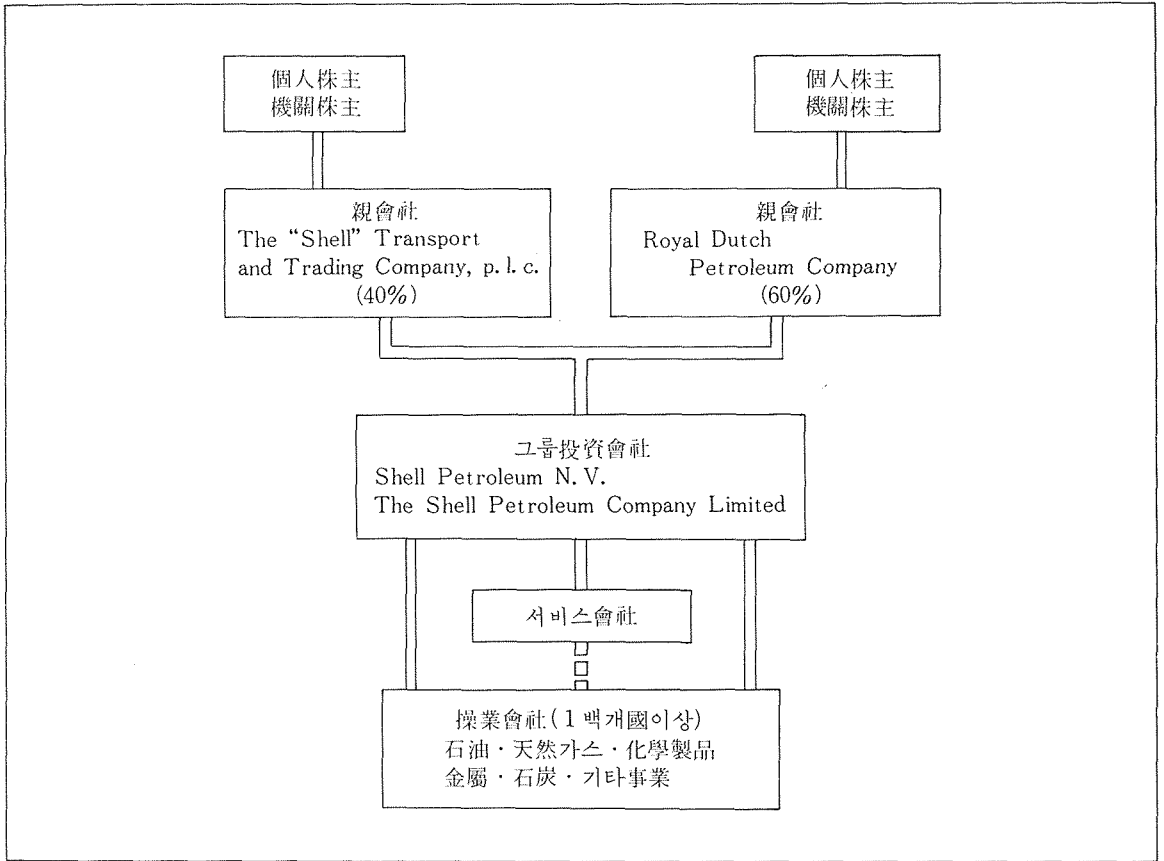 個人株主
機關株主
個人株主
機關株主
親會社
The “Shell” Transport
and Trading Company, p.l.c.
(40%)
親會社
Royal Dutch
Petroleum Company
(60%)
그룹投資會社
Shell Petroleum N.V.
The Shell Petroleum Company Limited
서비스會社
操業會社(1백개國이상)
石油·天然가스·化學製品
金屬·石炭·기타事業